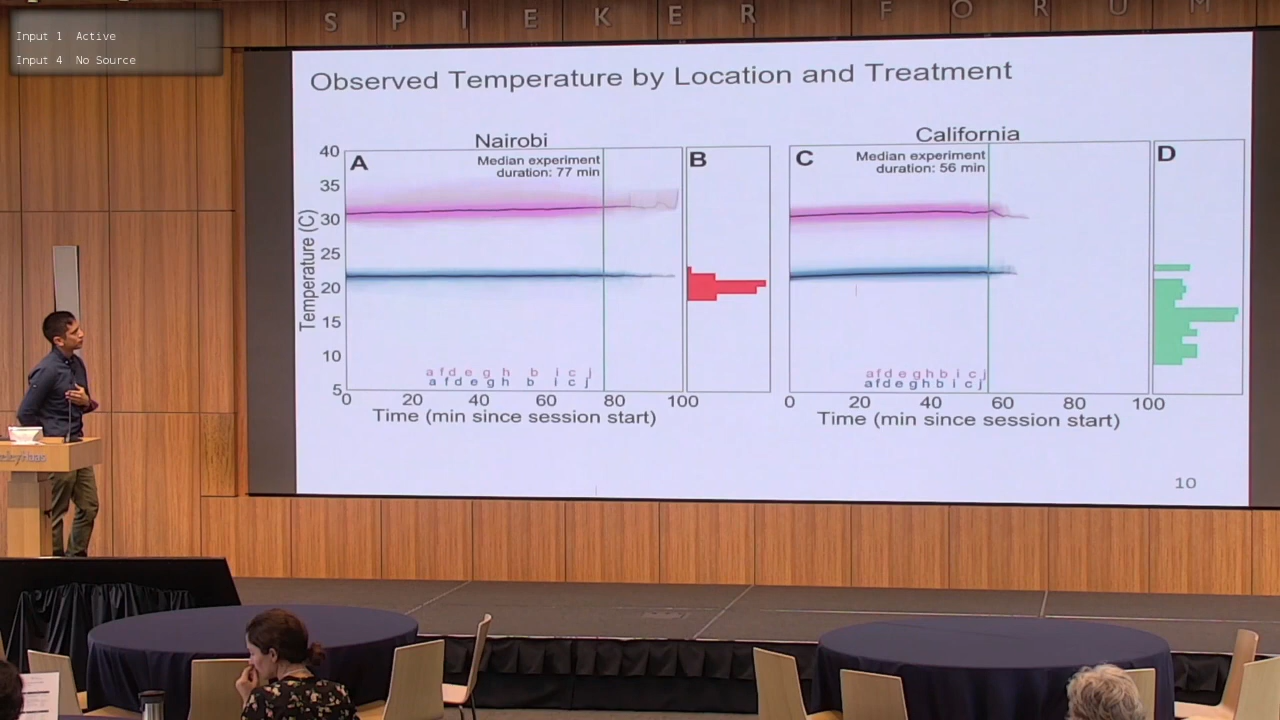 Input 1 Active
Input 4 No Source
SPEKER FORUM
Observed Temperature by Location and Treatment
Nairobi
California
A
Median experiment
duration: 77 min
B
C
Median experiment
duration: 56 min
D
Temperature (C)
40
35
30
25
20
15
10
5
a f d e g h b i c j
a f d e g h b i c j
a f d e g h b i c j
a f d e g h b i c j
0 20 40 60 80 100
0 20 40 60 80 100
Time (min since session start)
Time (min since session start)
10